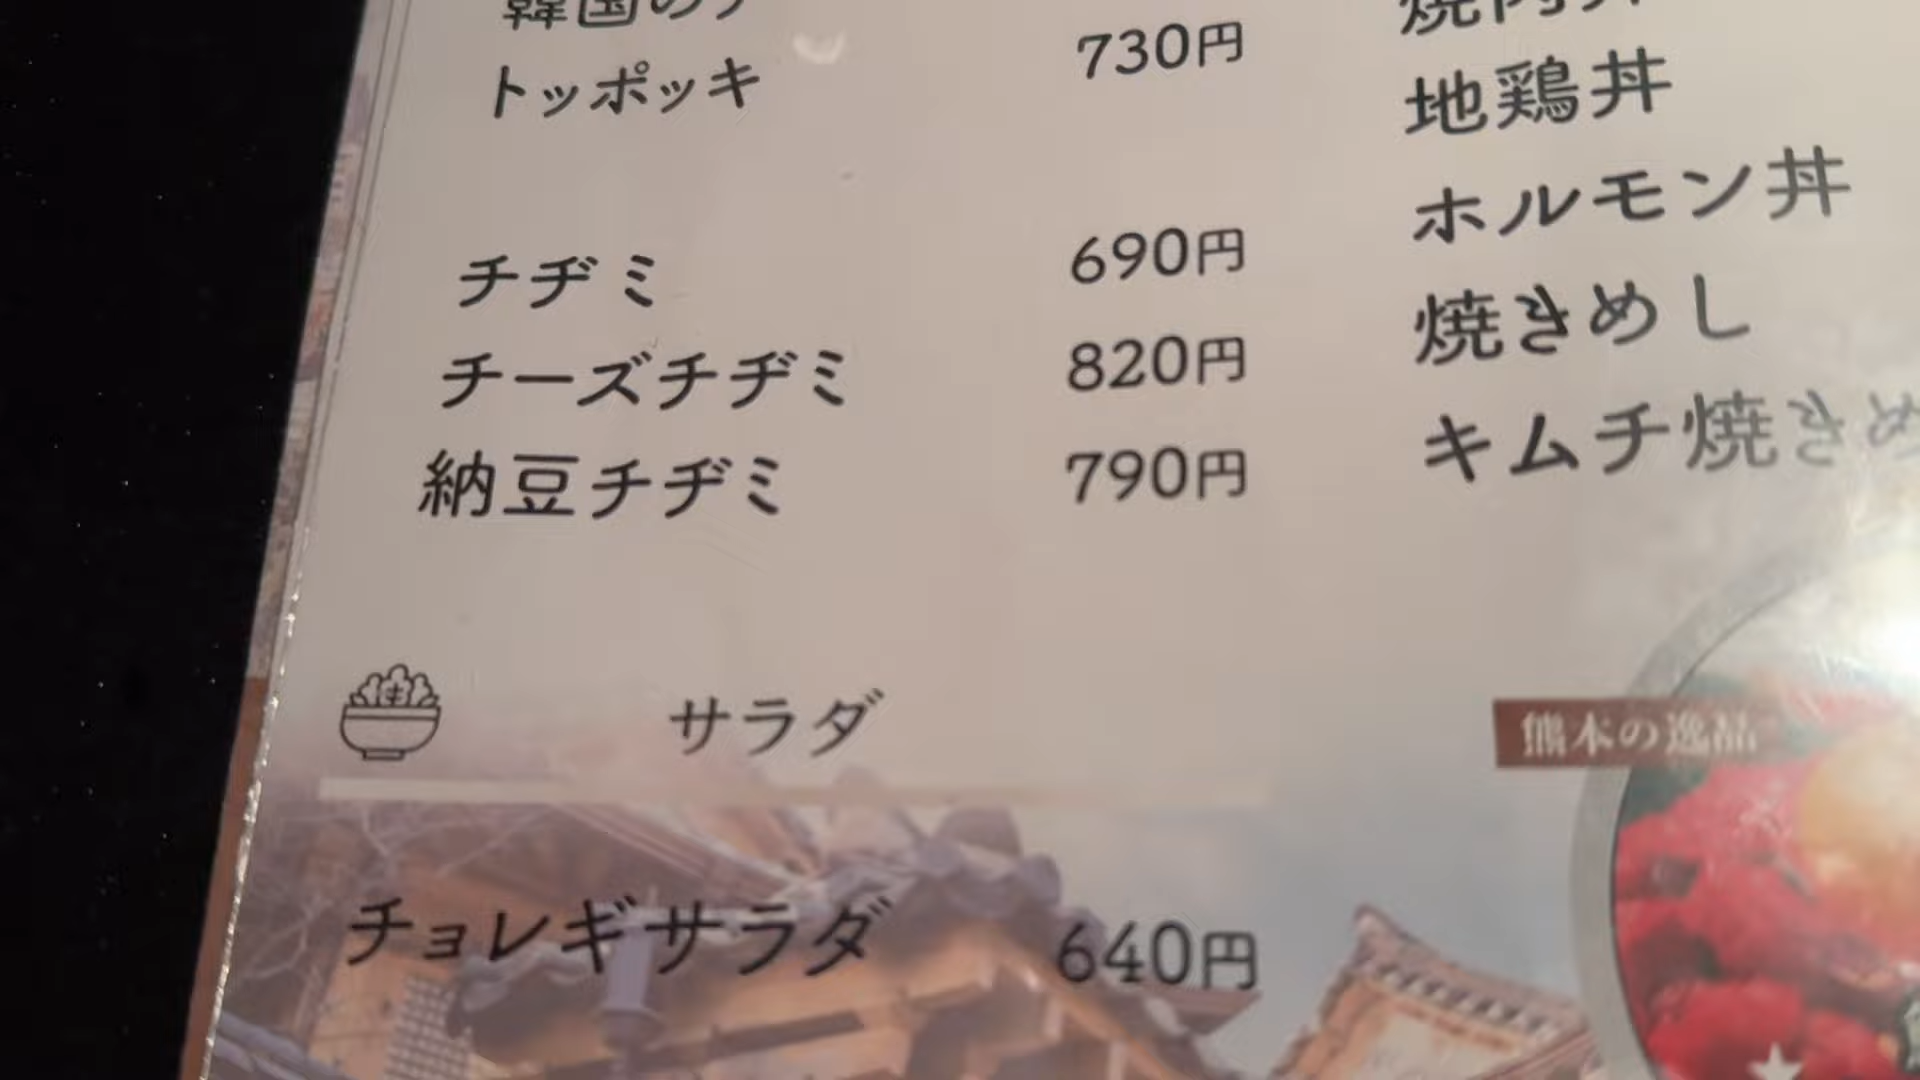 トッポッキ 730円
チヂミ 690円
チーズチヂミ 820円
納豆チヂミ 790円
サラダ
チョレギサラダ 640円
地鶏丼
ホルモン丼
焼きめし
キムチ焼きめ
熊本の逸品